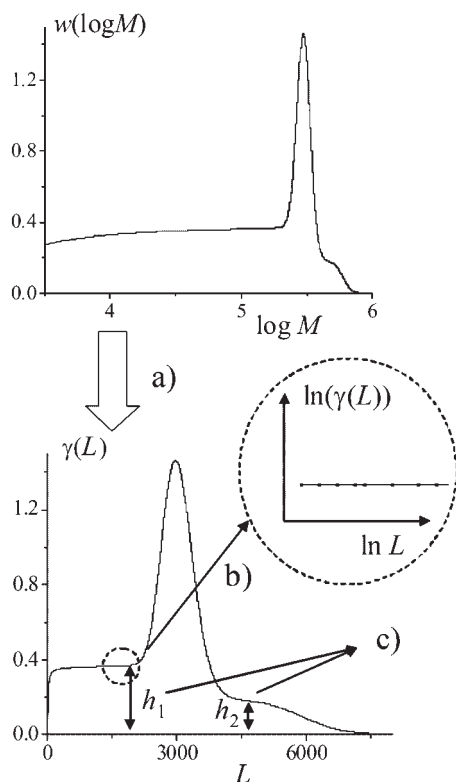 w(logM)
1.2
0.8
0.4
0.0
4 5 6
log M
a)
γ(L)
1.2
0.8
0.4
0.0
0 3000 6000
L
h₁
h₂
b)
c)
ln(γ(L))
ln L